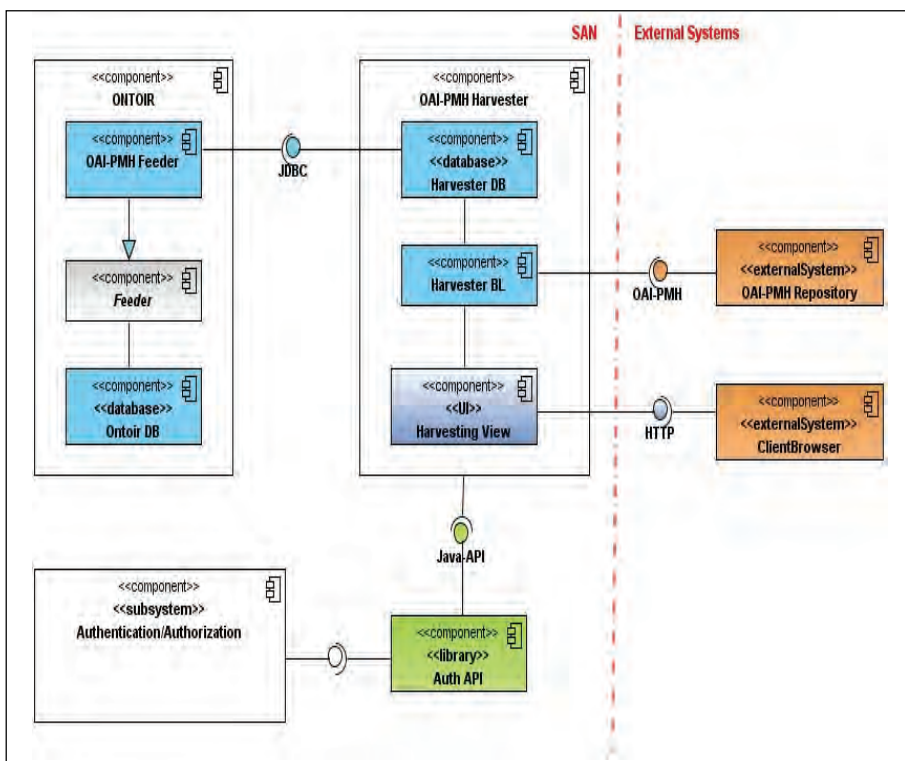 SAN
External Systems
<<component>>
ONTOIR
<<component>>
OAI-PMH Feeder
<<component>>
Feeder
<<component>>
<<database>>
Ontoir DB
JDBC
<<component>>
OAI-PMH Harvester
<<component>>
<<database>>
Harvester DB
<<component>>
Harvester BL
<<component>>
<<UI>>
Harvesting View
OAI-PMH
<<component>>
<<externalSystem>>
OAI-PMH Repository
HTTP
<<component>>
<<externalSystem>>
ClientBrowser
Java-API
<<component>>
<<subsystem>>
Authentication/Authorization
<<component>>
<<library>>
Auth API